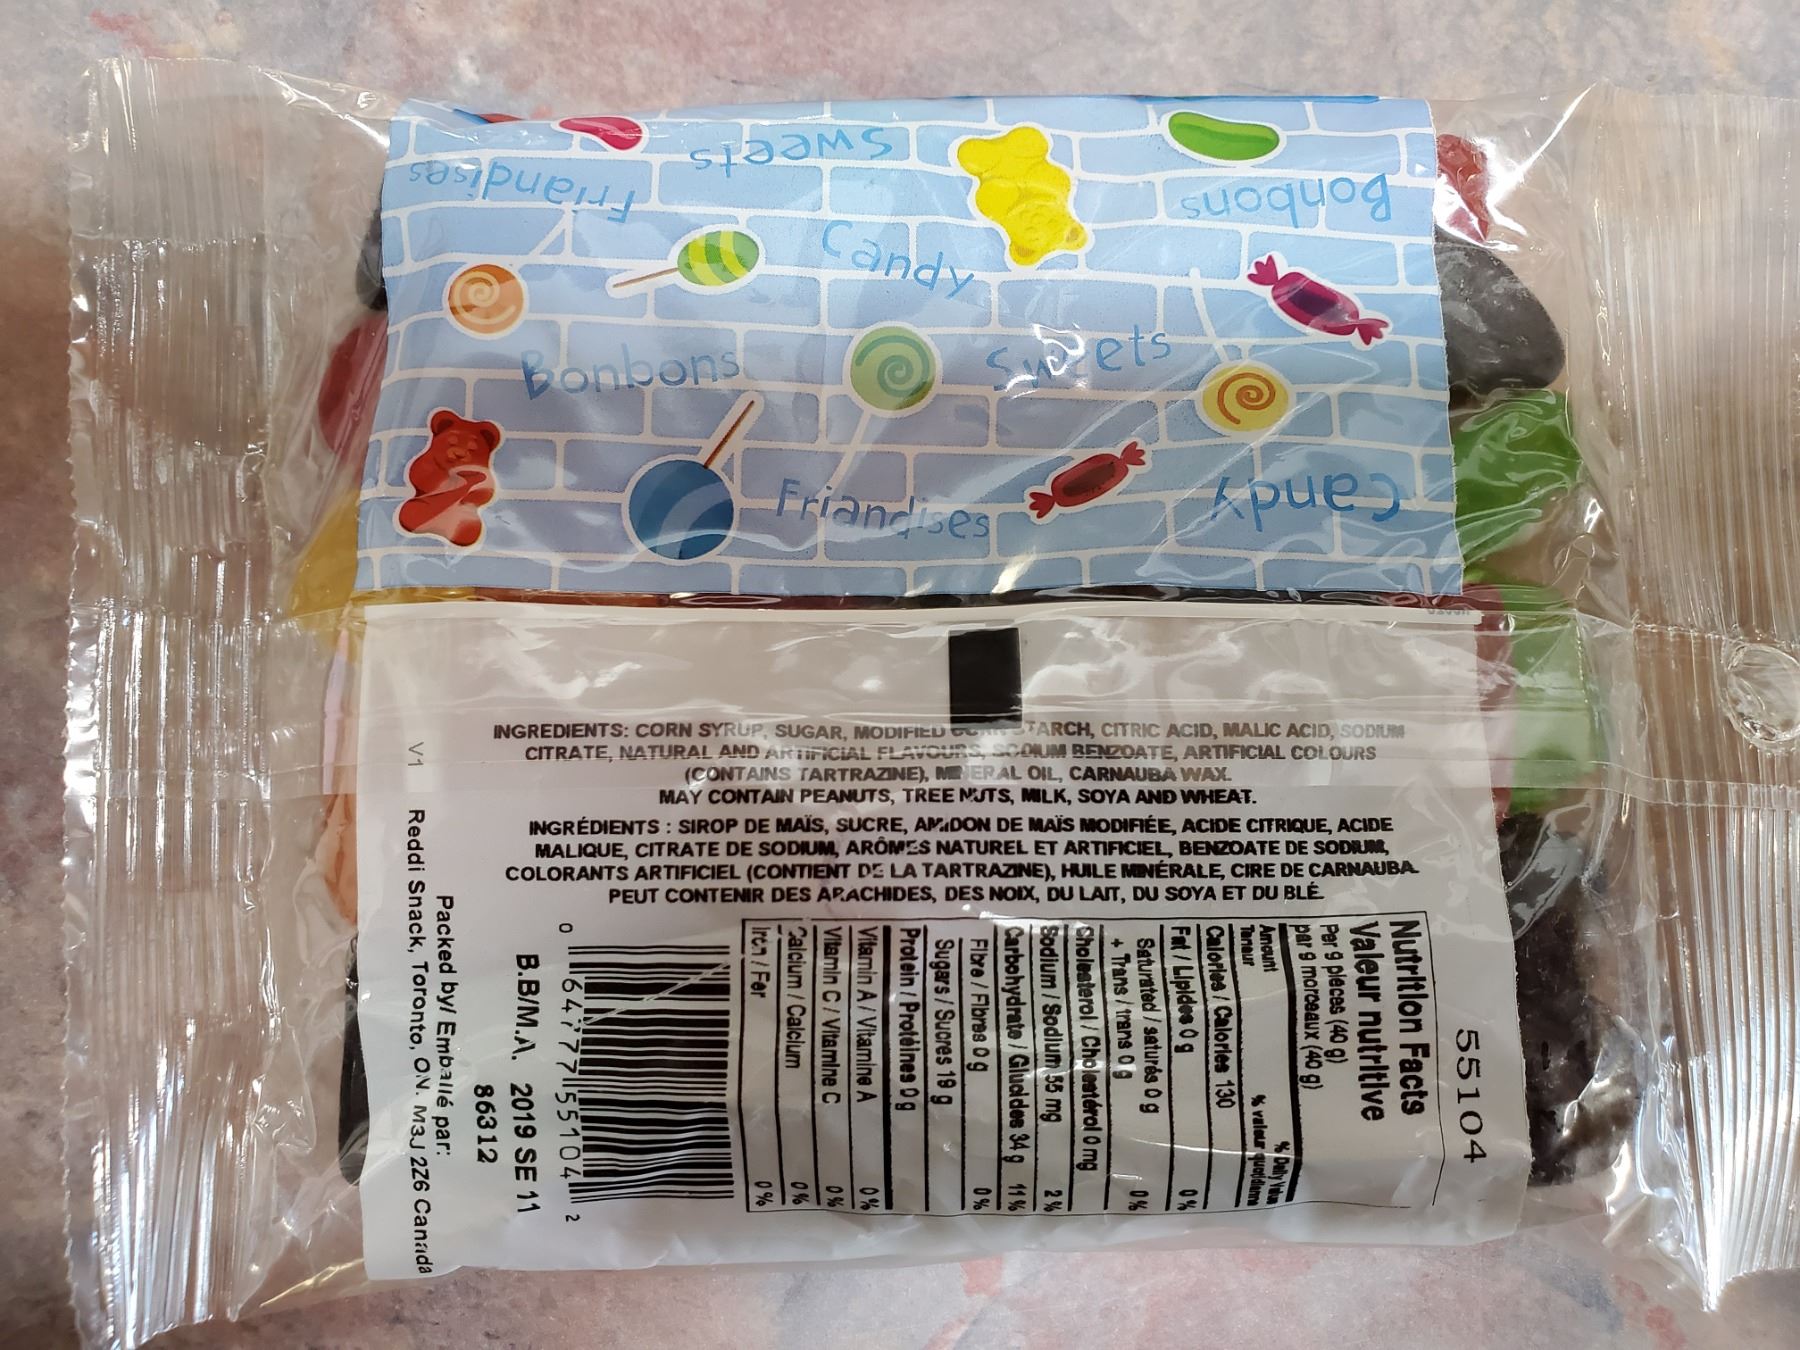 Friandises
Sweets
Bonbons
Candy
Bonbons
Sweets
Friandises
Candy
INGREDIENTS: CORN SYRUP, SUGAR, MODIFIED STARCH, CITRIC ACID, MALIC ACID, SODIUM
CITRATE, NATURAL AND ARTIFICIAL FLAVOURS, SODIUM BENZOATE, ARTIFICIAL COLOURS
(CONTAINS TARTRAZINE), MINERAL OIL, CARNAUBA WAX.
MAY CONTAIN PEANUTS, TREE NUTS, MILK, SOYA AND WHEAT.
INGRÉDIENTS : SIROP DE MAÏS, SUCRE, AMIDON DE MAÏS MODIFIÉE, ACIDE CITRIQUE, ACIDE
MALIQUE, CITRATE DE SODIUM, ARÔMES NATUREL ET ARTIFICIEL, BENZOATE DE SODIUM,
COLORANTS ARTIFICIEL (CONTIENT DE LA TARTRAZINE), HUILE MINÉRALE, CIRE DE CARNAUBA.
PEUT CONTENIR DES ARACHIDES, DES NOIX, DU LAIT, DU SOYA ET DU BLÉ.
55104
Nutrition Facts
Valeur nutritive
Per 9 pieces (40 g)
par 9 morceaux (40 g)
Amount % Daily Value
Teneur % valeur quotidienne
Calories / Calories 130
Fat / Lipides 0 g 0 %
Saturated / saturés 0 g
+ Trans / trans 0 g 0 %
Cholesterol / Cholestérol 0 mg
Sodium / Sodium 55 mg 2 %
Carbohydrate / Glucides 34 g 11 %
Fibre / Fibres 0 g 0 %
Sugars / Sucres 19 g
Protein / Protéines 0 g
Vitamin A / Vitamine A 0 %
Vitamin C / Vitamine C 0 %
Calcium / Calcium 0 %
Iron / Fer 0 %
0 64777 55104 2
B.B/M.A. 2019 SE 11
86312
Packed by/ Emballé par:
V1 Reddi Snack, Toronto, ON. M3J 2Z6 Canada